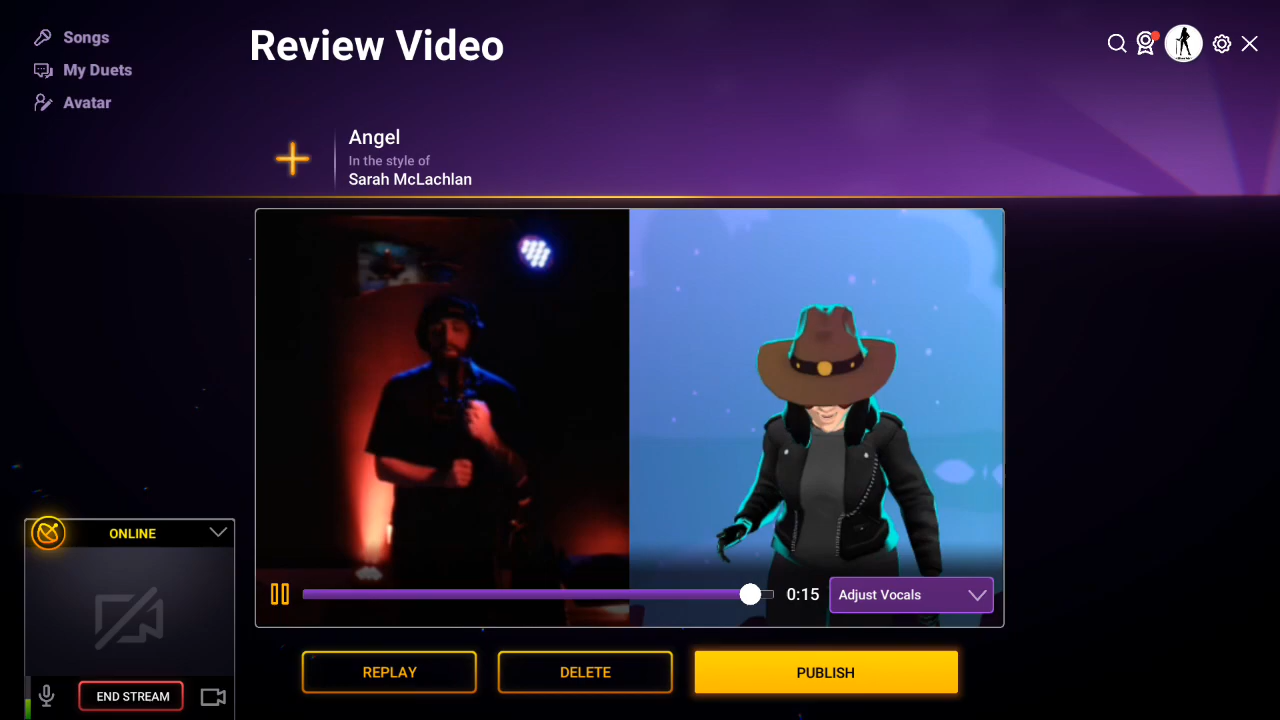 Songs
My Duets
Avatar
Review Video
Angel
In the style of
Sarah McLachlan
0:15
Adjust Vocals
ONLINE
END STREAM
REPLAY
DELETE
PUBLISH